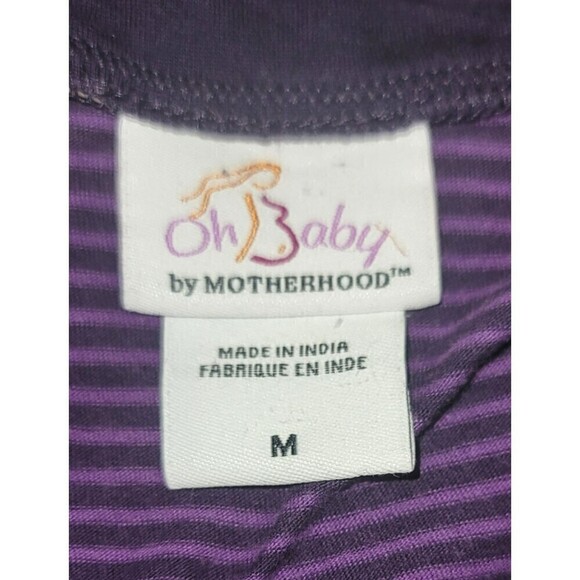 Oh Baby
by MOTHERHOOD™
MADE IN INDIA
FABRIQUE EN INDE
M